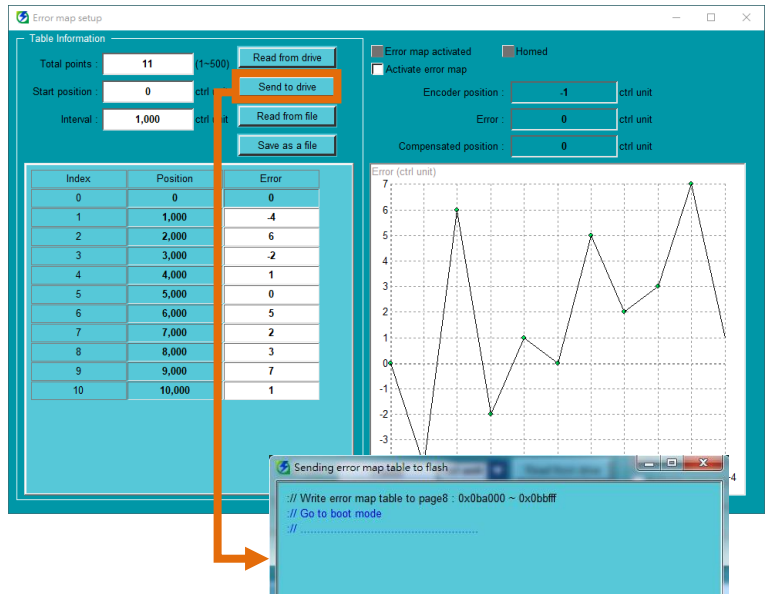 Error map setup
Table Information
Total points : 11 (1~500) Read from drive
Start position : 0 ctrl Send to drive
Interval : 1,000 ctrl unit Read from file
Save as a file
Error map activated Homed
Activate error map
Encoder position : -1 ctrl unit
Error : 0 ctrl unit
Compensated position : 0 ctrl unit
Index Position Error
0 0 0
1 1,000 -4
2 2,000 6
3 3,000 -2
4 4,000 1
5 5,000 0
6 6,000 5
7 7,000 2
8 8,000 3
9 9,000 7
10 10,000 1
Error (ctrl unit)
7
6
5
4
3
2
1
0
-1
-2
-3
-4
Sending error map table to flash
:// Write error map table to page8 : 0x0ba000 ~ 0x0bbfff
:// Go to boot mode
:// ......................................................